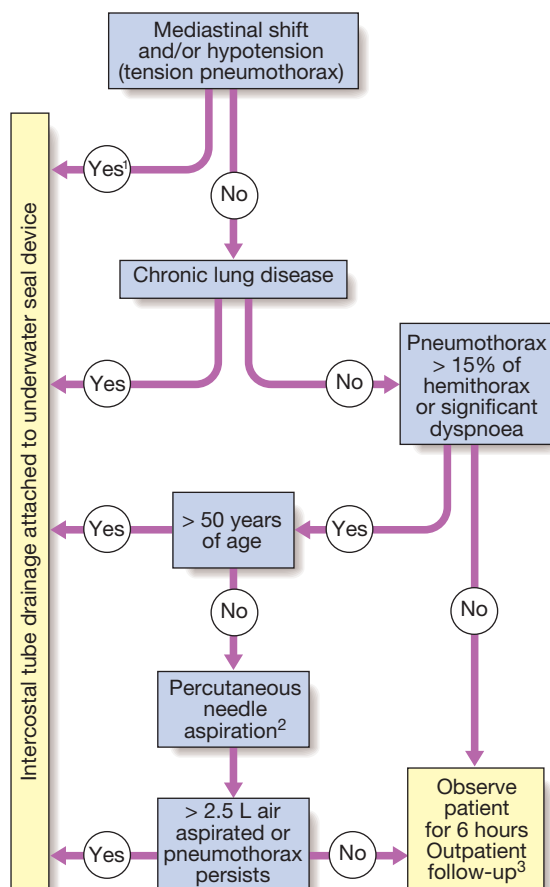 Mediastinal shift
and/or hypotension
(tension pneumothorax)
Yes¹
No
Chronic lung disease
Yes
No
Pneumothorax
> 15% of
hemithorax
or significant
dyspnoea
Yes
> 50 years
of age
Yes
No
No
Percutaneous
needle
aspiration²
> 2.5 L air
aspirated or
pneumothorax
persists
Yes
No
Observe
patient
for 6 hours
Outpatient
follow-up³
Intercostal tube drainage attached to underwater seal device